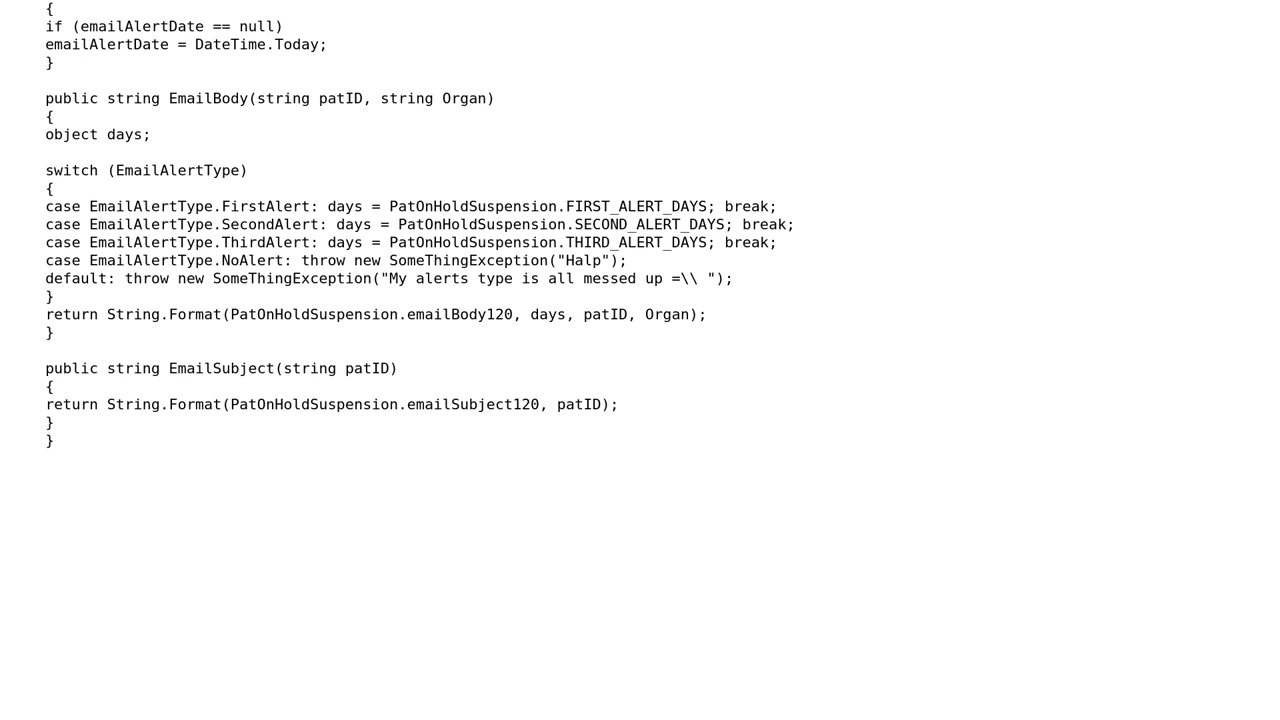 {
if (emailAlertDate == null)
emailAlertDate = DateTime.Today;
}
public string EmailBody(string patID, string Organ)
{
object days;
switch (EmailAlertType)
{
case EmailAlertType.FirstAlert: days = PatOnHoldSuspension.FIRST_ALERT_DAYS; break;
case EmailAlertType.SecondAlert: days = PatOnHoldSuspension.SECOND_ALERT_DAYS; break;
case EmailAlertType.ThirdAlert: days = PatOnHoldSuspension.THIRD_ALERT_DAYS; break;
case EmailAlertType.NoAlert: throw new SomeThingException("Halp");
default: throw new SomeThingException("My alerts type is all messed up =\\ ");
}
return String.Format(PatOnHoldSuspension.emailBody120, days, patID, Organ);
}
public string EmailSubject(string patID)
{
return String.Format(PatOnHoldSuspension.emailSubject120, patID);
}
}